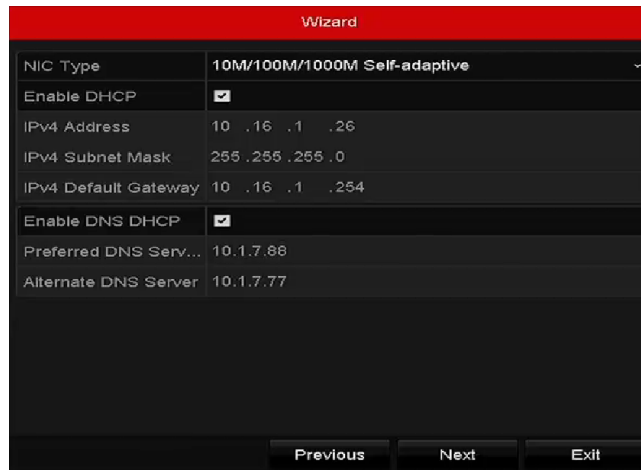 Wizard
NIC Type 10M/100M/1000M Self-adaptive
Enable DHCP
IPv4 Address 10 .16 .1 .26
IPv4 Subnet Mask 255.255.255.0
IPv4 Default Gateway 10 .16 .1 .254
Enable DNS DHCP
Preferred DNS Serv... 10.1.7.88
Alternate DNS Server 10.1.7.77
Previous Next Exit